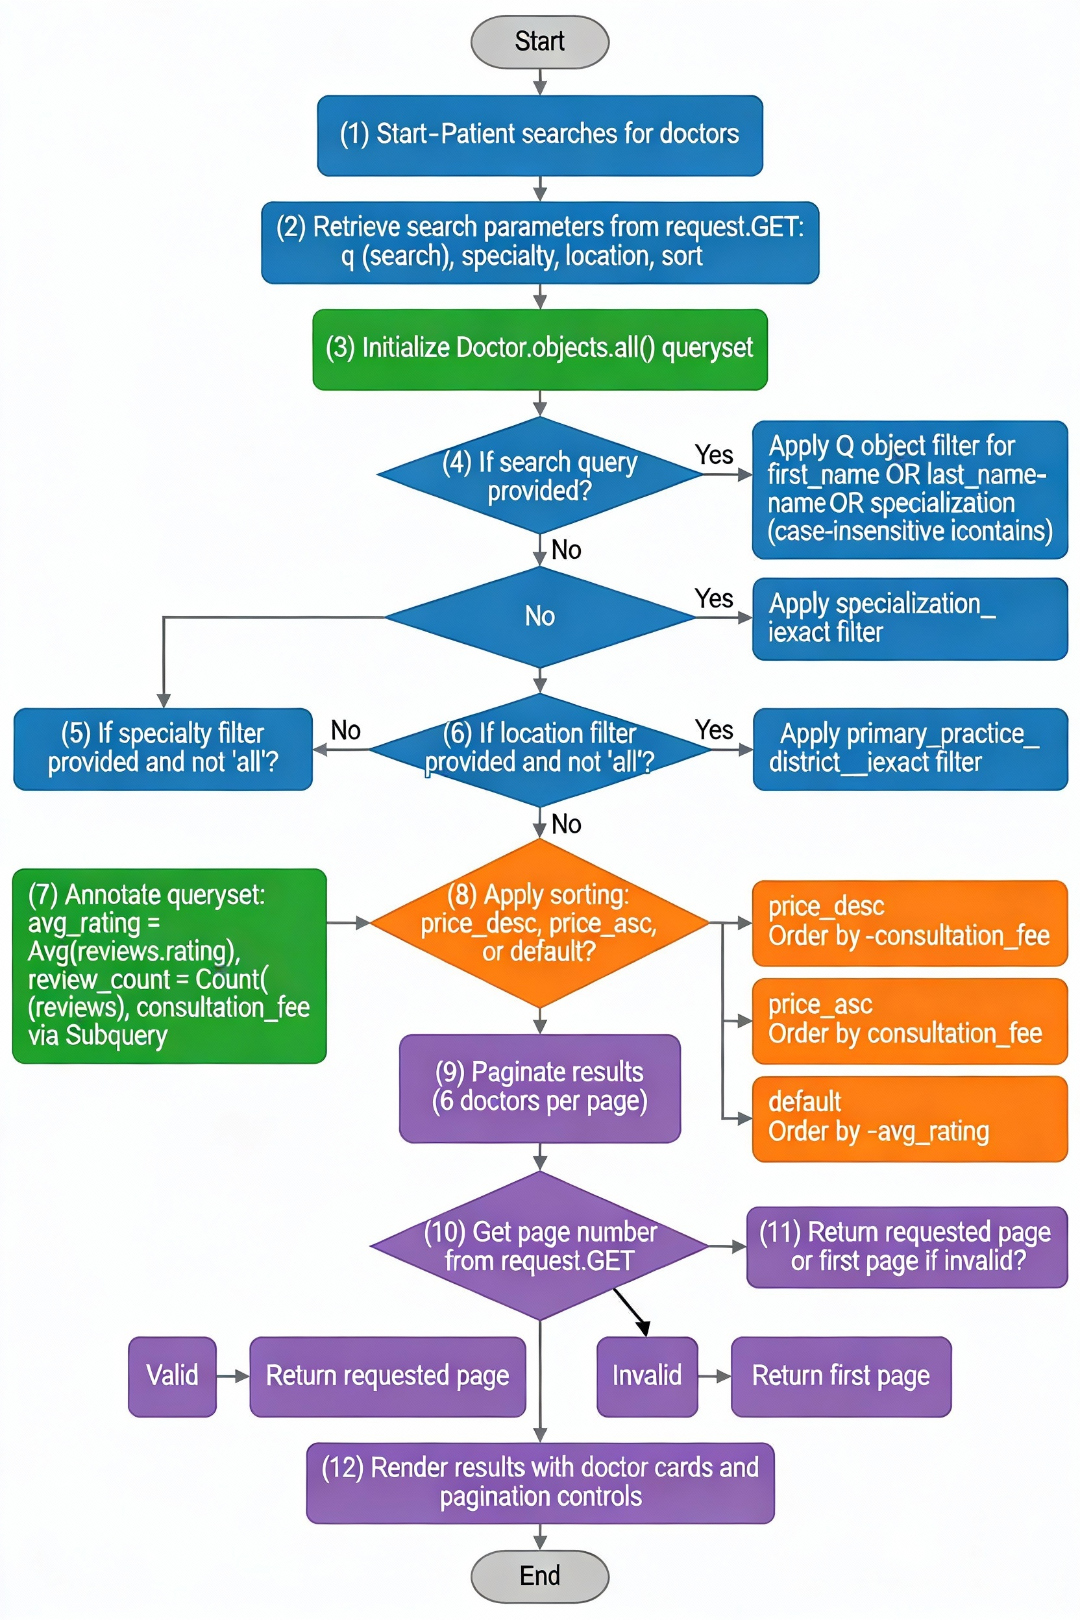 Start
(1) Start-Patient searches for doctors
(2) Retrieve search parameters from request.GET:
q (search), specialty, location, sort
(3) Initialize Doctor.objects.all() queryset
(4) If search query
provided?
Yes
Apply Q object filter for
first_name OR last_name-
name OR specialization
(case-insensitive icontains)
No
No
Yes
Apply specialization_
iexact filter
(5) If specialty filter
provided and not 'all'?
No
(6) If location filter
provided and not 'all'?
Yes
Apply primary_practice_
district__iexact filter
No
(7) Annotate queryset:
avg_rating =
Avg(reviews.rating),
review_count = Count(
(reviews), consultation_fee
via Subquery
(8) Apply sorting:
price_desc, price_asc,
or default?
price_desc
Order by -consultation_fee
price_asc
Order by consultation_fee
default
Order by -avg_rating
(9) Paginate results
(6 doctors per page)
(10) Get page number
from request.GET
(11) Return requested page
or first page if invalid?
Valid
Return requested page
Invalid
Return first page
(12) Render results with doctor cards and
pagination controls
End